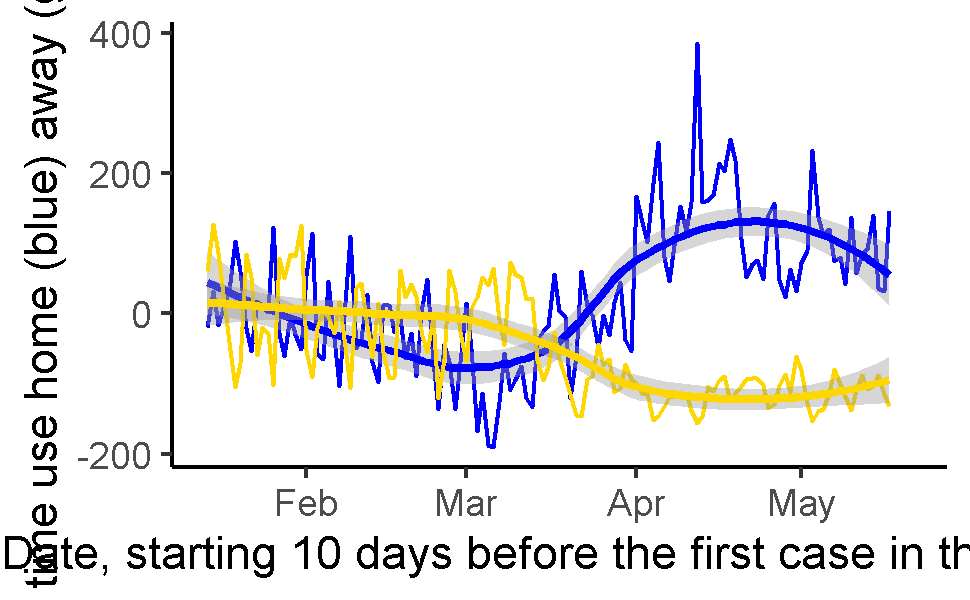 time use home (blue) away (
400
200
0
-200
Feb Mar Apr May
Date, starting 10 days before the first case in th